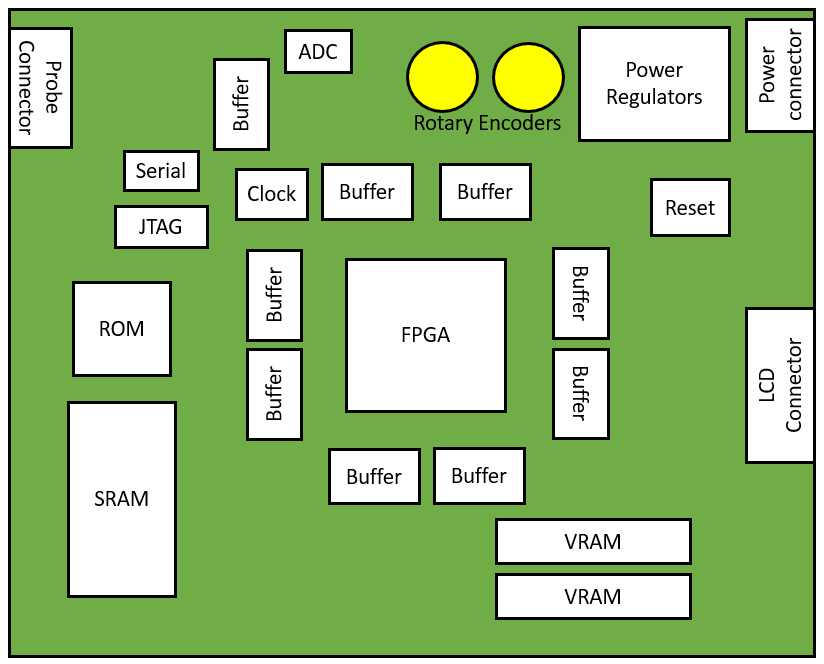 Probe
Connector
Buffer
ADC
Rotary Encoders
Power
Regulators
Power
connector
Serial
Clock
Buffer
Buffer
Reset
JTAG
ROM
Buffer
FPGA
Buffer
Buffer
Buffer
LCD
Connector
SRAM
Buffer
Buffer
VRAM
VRAM